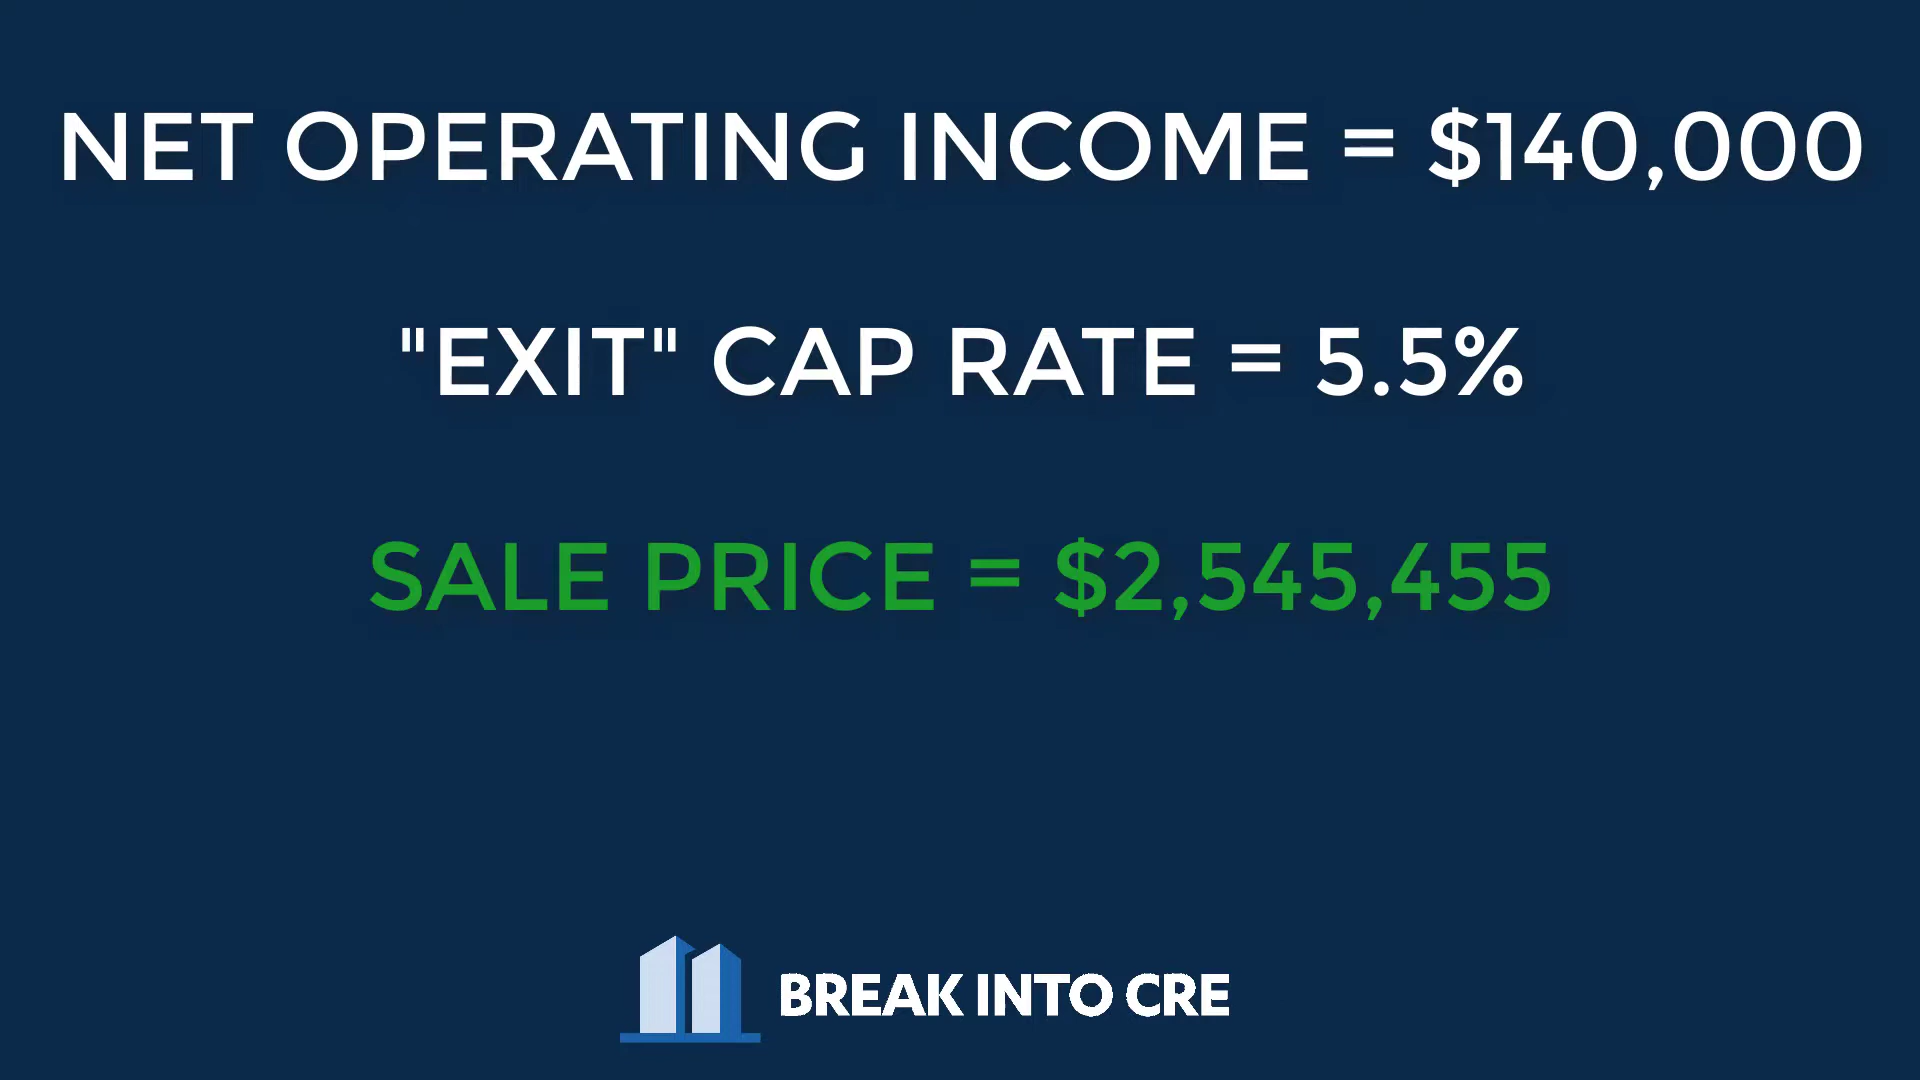 NET OPERATING INCOME = $140,000
"EXIT" CAP RATE = 5.5%
SALE PRICE = $2,545,455
BREAK INTO CRE